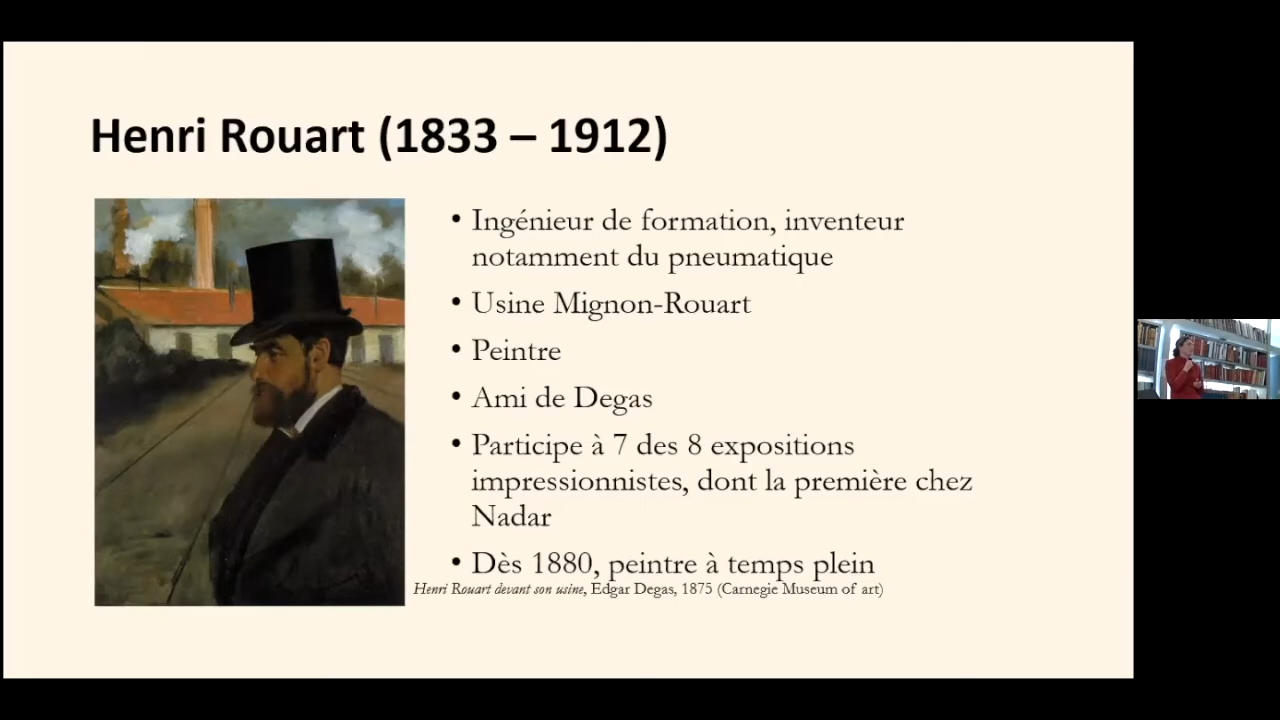 Henri Rouart (1833 – 1912)
• Ingénieur de formation, inventeur
notamment du pneumatique
• Usine Mignon-Rouart
• Peintre
• Ami de Degas
• Participe à 7 des 8 expositions
impressionnistes, dont la première chez
Nadar
• Dès 1880, peintre à temps plein
Henri Rouart devant son usine, Edgar Degas, 1875 (Carnegie Museum of art)